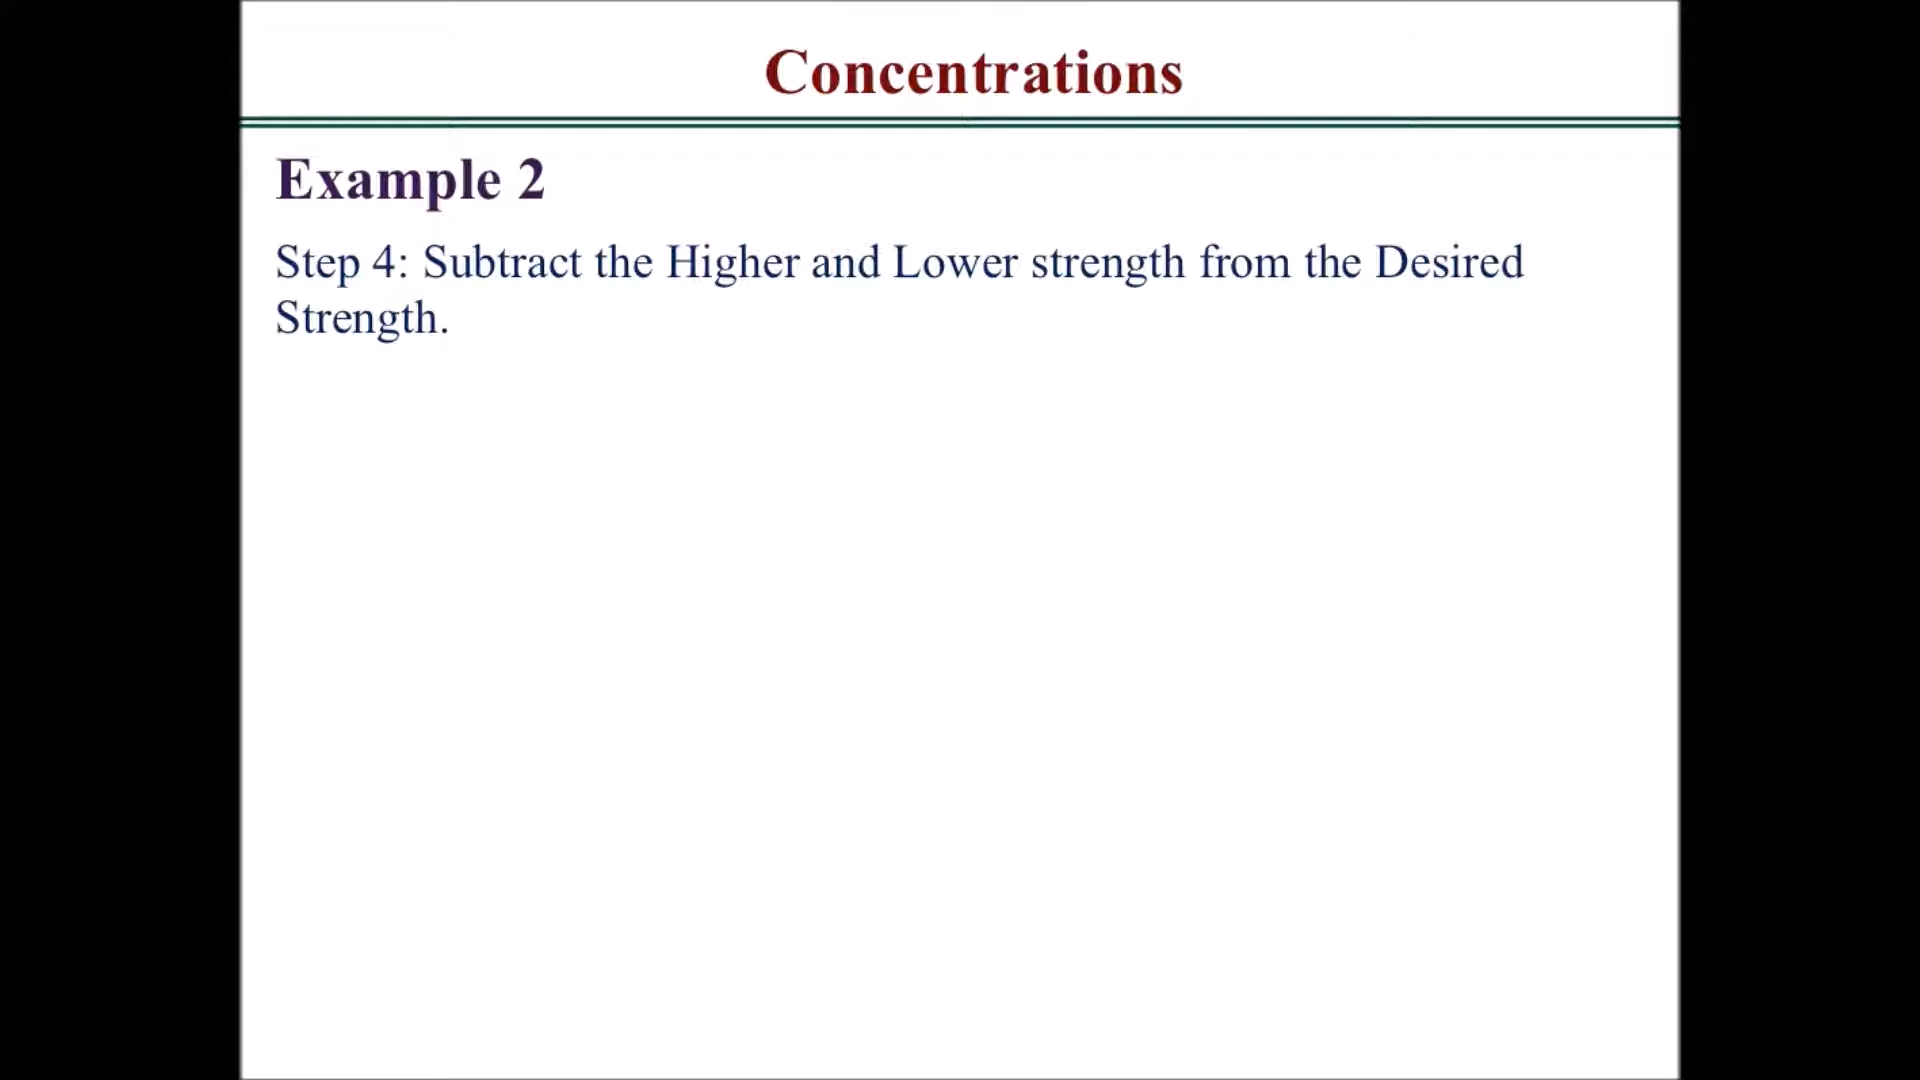 Concentrations
Example 2
Step 4: Subtract the Higher and Lower strength from the Desired
Strength.